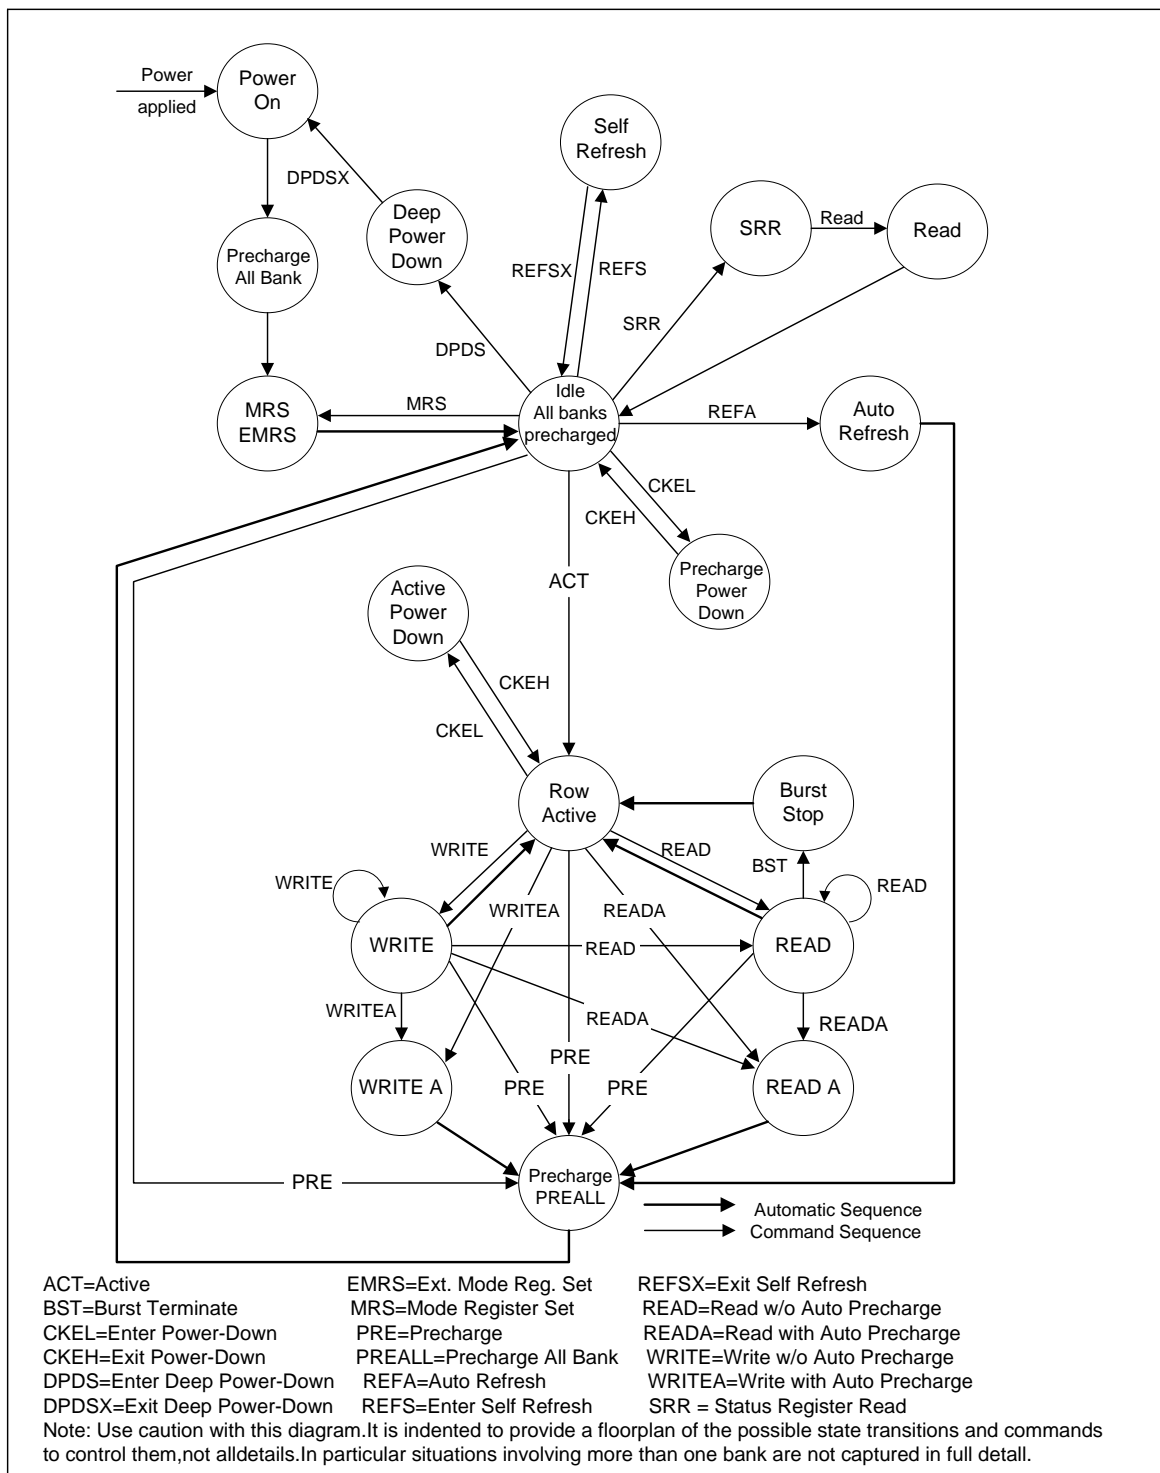 Power
applied
Power
On
Self
Refresh
DPDSX
Deep
Power
Down
SRR
Read
Read
Precharge
All Bank
REFSX
REFS
SRR
DPDS
MRS
EMRS
MRS
Idle
All banks
precharged
REFA
Auto
Refresh
CKEL
CKEH
ACT
Precharge
Power
Down
Active
Power
Down
CKEH
CKEL
Row
Active
Burst
Stop
WRITE
READ
BST
WRITE
READ
WRITEA
READA
WRITE
READ
READ
WRITEA
READA
READA
PRE
PRE
PRE
WRITE A
READ A
Precharge
PREALL
PRE
Automatic Sequence
Command Sequence
ACT=Active EMRS=Ext. Mode Reg. Set REFSX=Exit Self Refresh
BST=Burst Terminate MRS=Mode Register Set READ=Read w/o Auto Precharge
CKEL=Enter Power-Down PRE=Precharge READA=Read with Auto Precharge
CKEH=Exit Power-Down PREALL=Precharge All Bank WRITE=Write w/o Auto Precharge
DPDS=Enter Deep Power-Down REFA=Auto Refresh WRITEA=Write with Auto Precharge
DPDSX=Exit Deep Power-Down REFS=Enter Self Refresh SRR = Status Register Read
Note: Use caution with this diagram.It is indented to provide a floorplan of the possible state transitions and commands
to control them,not alldetails.In particular situations involving more than one bank are not captured in full detall.